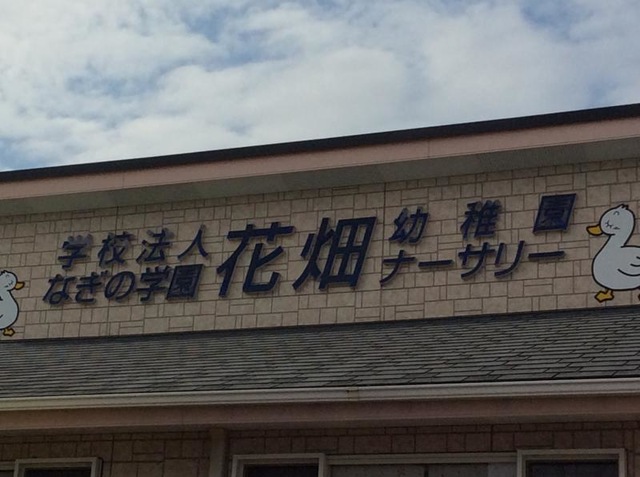 学校法人
なぎの学園
花畑
幼稚園
ナーサリー